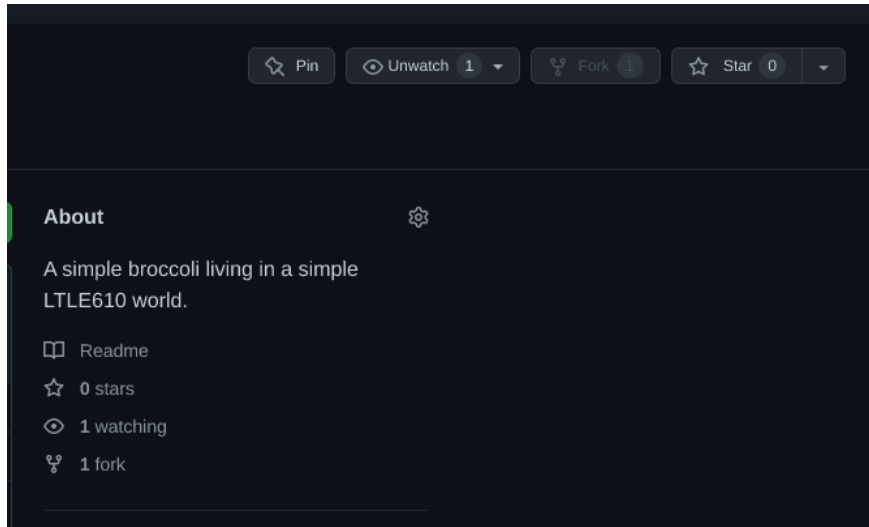 Pin Unwatch 1 Fork 1 Star 0
About
A simple broccoli living in a simple
LTLE610 world.
Readme
0 stars
1 watching
1 fork